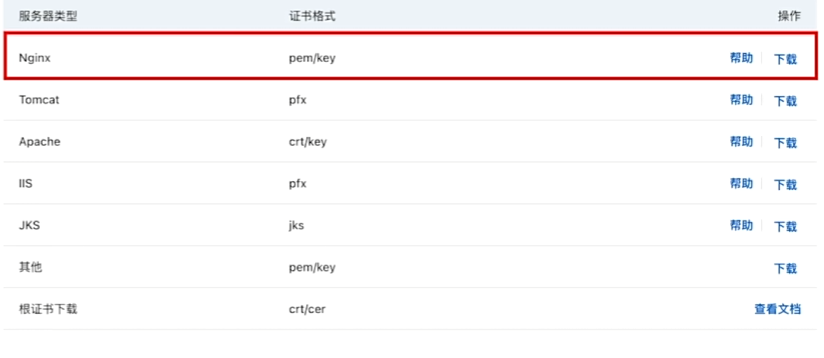 服务器类型 证书格式 操作
Nginx pem/key 帮助 下载
Tomcat pfx 帮助 下载
Apache crt/key 帮助 下载
IIS pfx 帮助 下载
JKS jks 帮助 下载
其他 pem/key 下载
根证书下载 crt/cer 查看文档